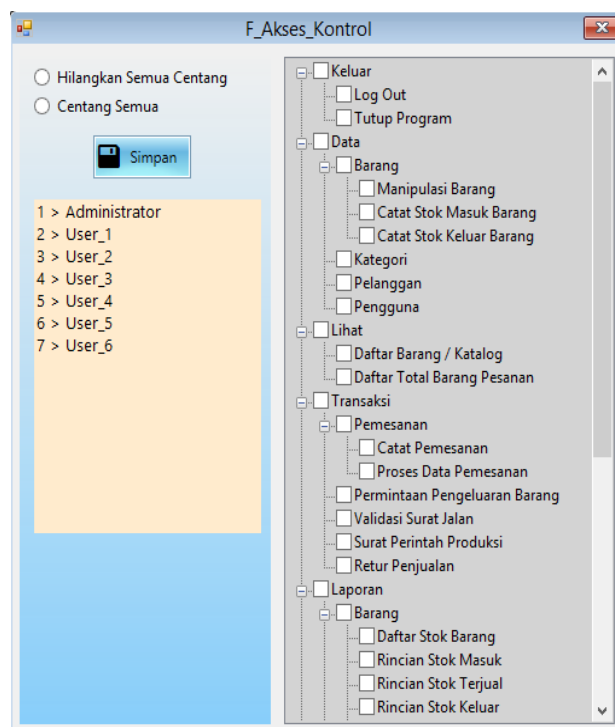 F_Akses_Kontrol
Hilangkan Semua Centang
Centang Semua
Simpan
1 > Administrator
2 > User_1
3 > User_2
4 > User_3
5 > User_4
6 > User_5
7 > User_6
Keluar
Log Out
Tutup Program
Data
Barang
Manipulasi Barang
Catat Stok Masuk Barang
Catat Stok Keluar Barang
Kategori
Pelanggan
Pengguna
Lihat
Daftar Barang / Katalog
Daftar Total Barang Pesanan
Transaksi
Pemesanan
Catat Pemesanan
Proses Data Pemesanan
Permintaan Pengeluaran Barang
Validasi Surat Jalan
Surat Perintah Produksi
Retur Penjualan
Laporan
Barang
Daftar Stok Barang
Rincian Stok Masuk
Rincian Stok Terjual
Rincian Stok Keluar